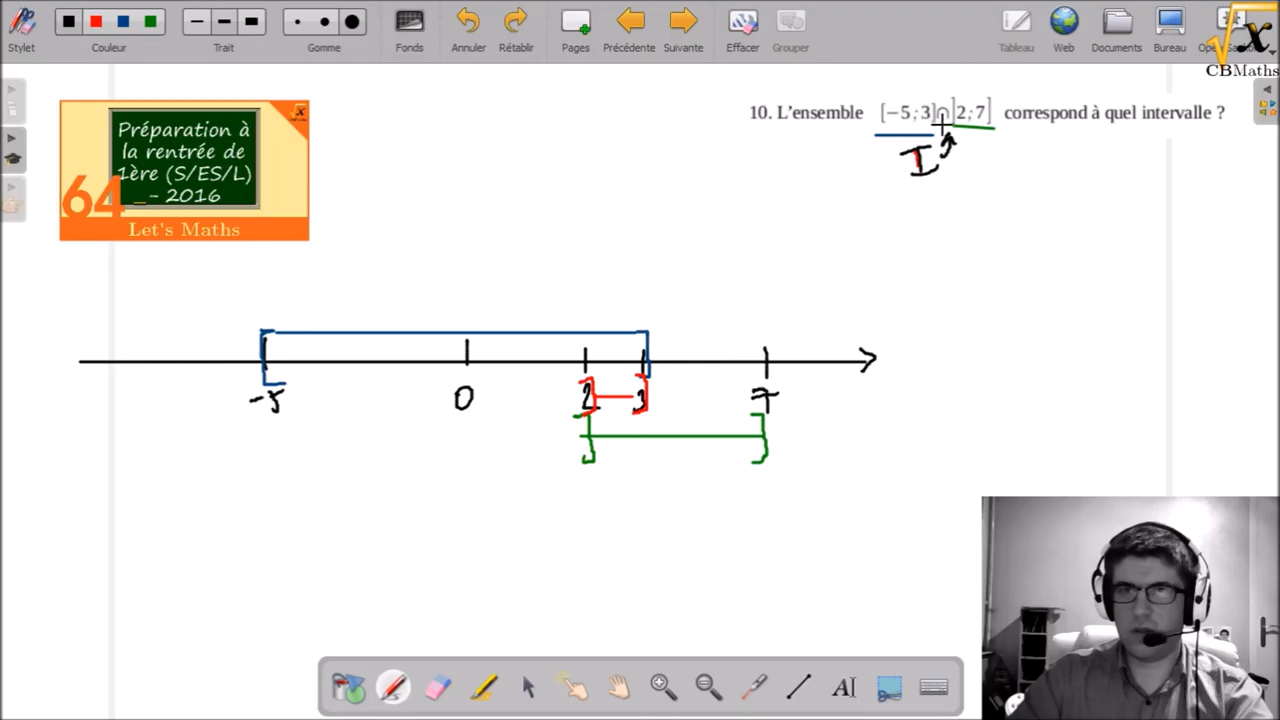 Stylet
Couleur
Trait
Gomme
Fonds
Annuler
Rétablir
Pages
Précédente
Suivante
Effacer
Grouper
Tableau
Web
Documents
Bureau
CBMaths
Préparation à
la rentrée de
1ère (S/ES/L)
_ - 2016
64
Let's Maths
10. L'ensemble [−5 ; 3]∩]2 ; 7] correspond à quel intervalle ?
I
-5 0 2 3 7
AI